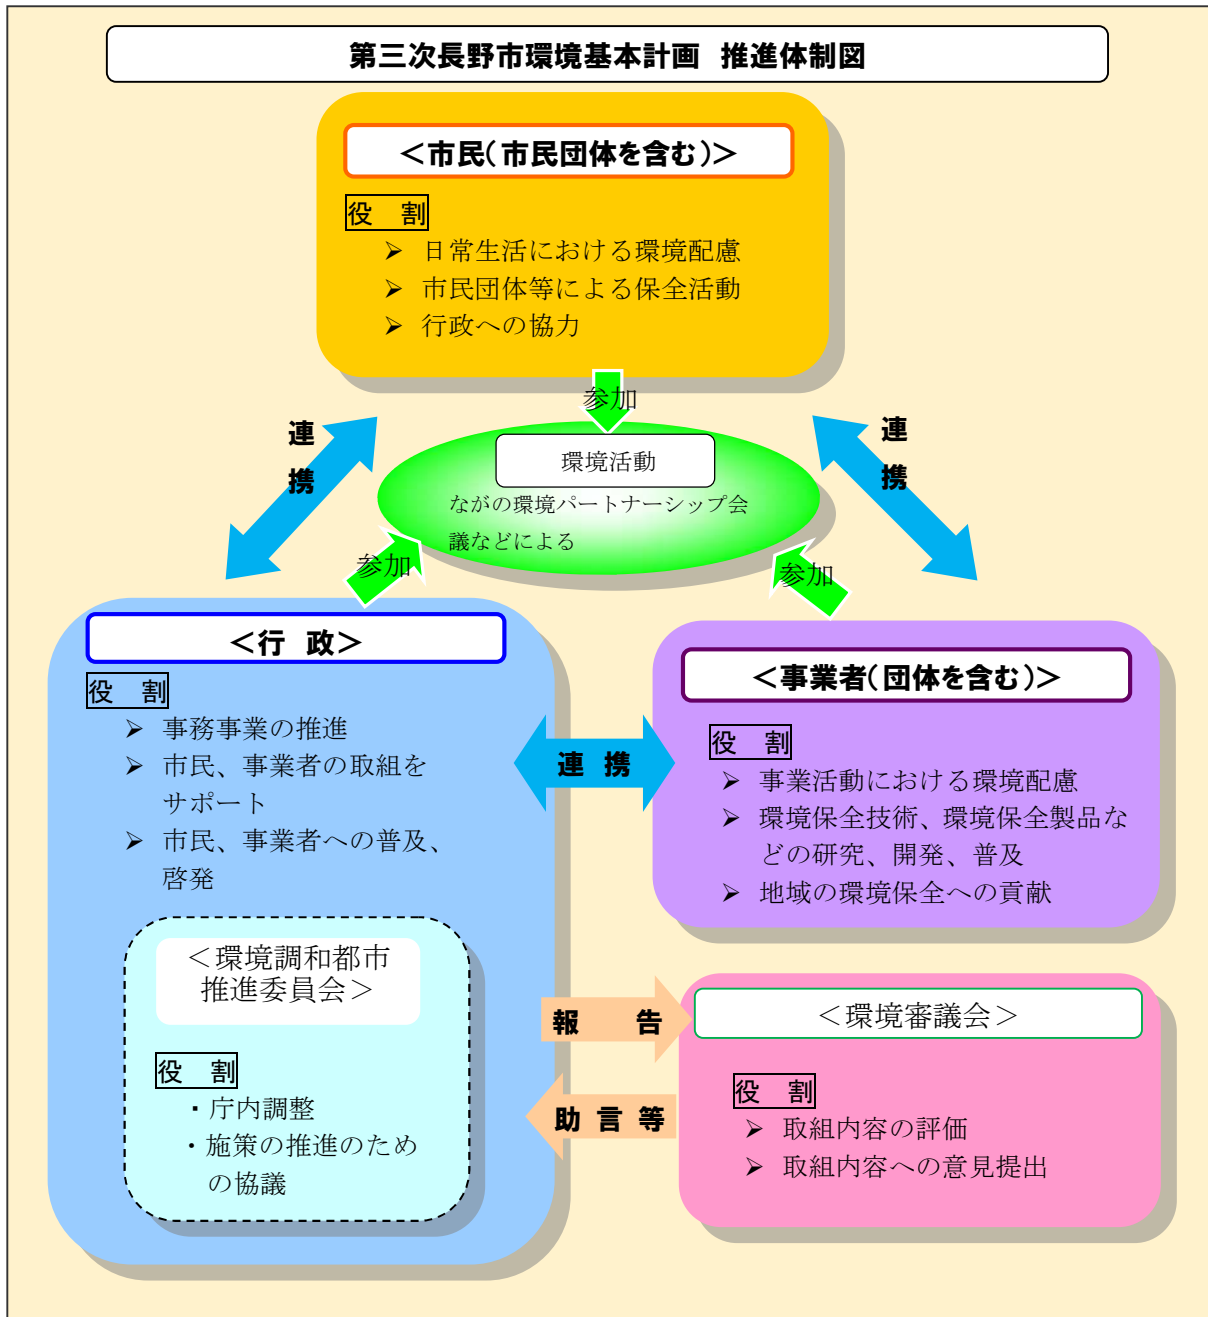 第三次長野市環境基本計画 推進体制図
＜市民(市民団体を含む)＞
役 割
➢ 日常生活における環境配慮
➢ 市民団体等による保全活動
➢ 行政への協力
参加
連携
連携
環境活動
ながの環境パートナーシップ会
議などによる
参加
参加
＜行 政＞
役 割
➢ 事務事業の推進
➢ 市民、事業者の取組を
サポート
➢ 市民、事業者への普及、
啓発
連 携
＜事業者(団体を含む)＞
役 割
➢ 事業活動における環境配慮
➢ 環境保全技術、環境保全製品な
どの研究、開発、普及
➢ 地域の環境保全への貢献
＜環境調和都市
推進委員会＞
役 割
・庁内調整
・施策の推進のため
の協議
報 告
助 言 等
＜環境審議会＞
役 割
➢ 取組内容の評価
➢ 取組内容への意見提出